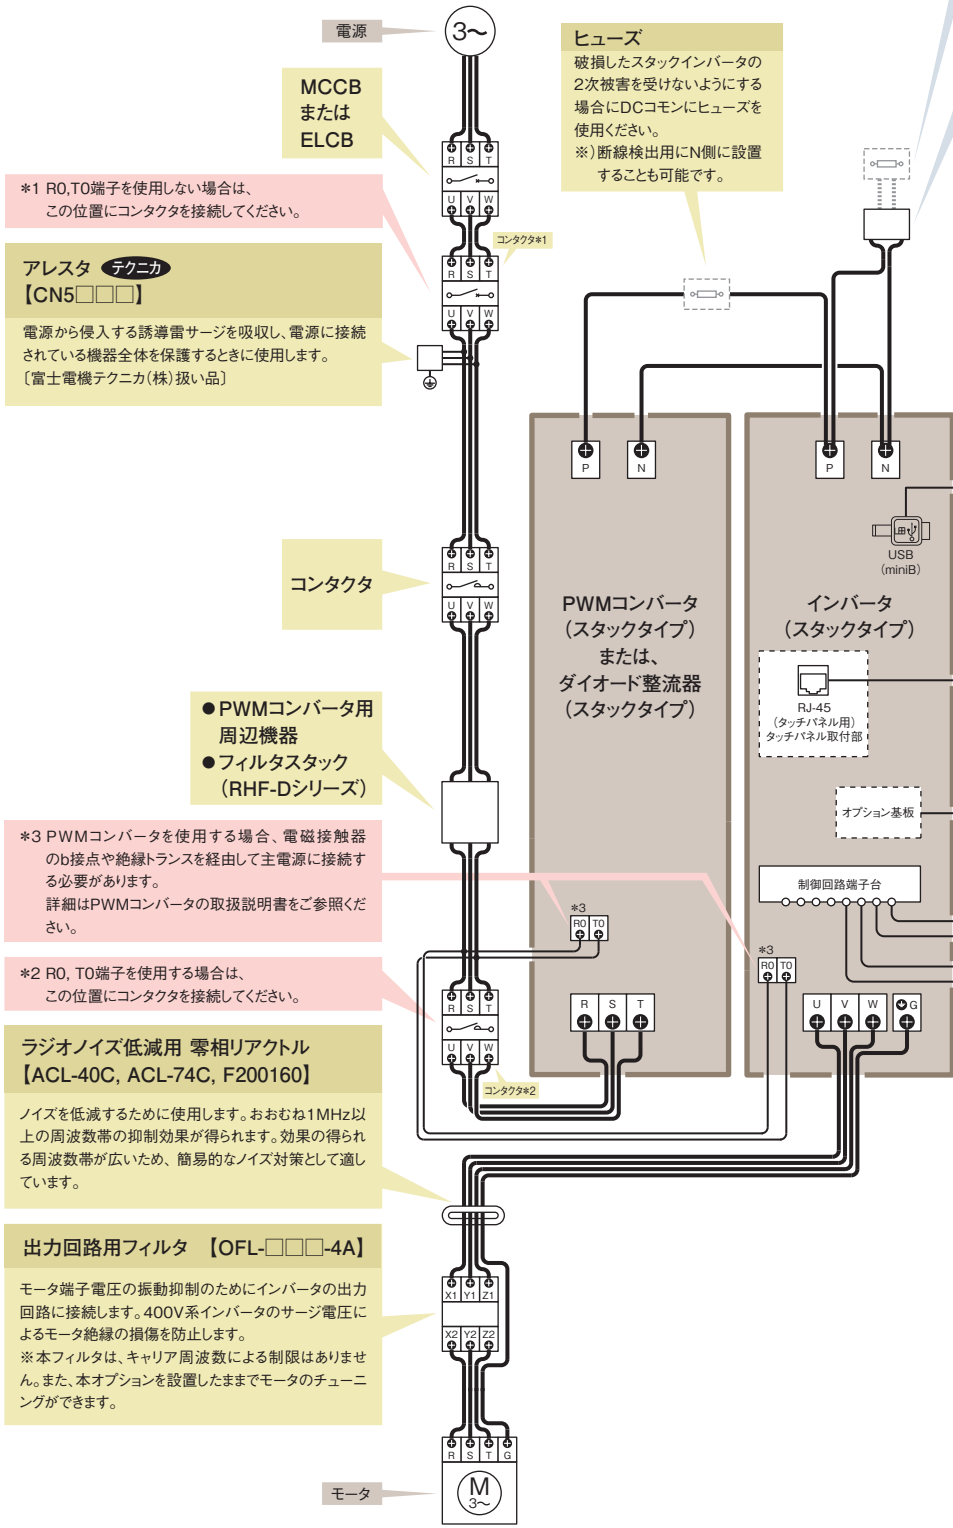 電源
3〜
MCCB
または
ELCB
R S T
U V W
*1 R0,T0端子を使用しない場合は、
この位置にコンタクタを接続してください。
コンタクタ*1
R S T
U V W
アレスタ テクニカ
【CN5□□□】
電源から侵入する誘導雷サージを吸収し、電源に接続
されている機器全体を保護するときに使用します。
〔富士電機テクニカ(株)扱い品〕
ヒューズ
破損したスタックインバータの
2次被害を受けないようにする
場合にDCコモンにヒューズを
使用ください。
※)断線検出用にN側に設置
することも可能です。
コンタクタ
R S T
U V W
●PWMコンバータ用
周辺機器
●フィルタスタック
(RHF-Dシリーズ)
*3 PWMコンバータを使用する場合、電磁接触器
のb接点や絶縁トランスを経由して主電源に接続す
る必要があります。
詳細はPWMコンバータの取扱説明書をご参照くだ
さい。
*2 R0, T0端子を使用する場合は、
この位置にコンタクタを接続してください。
R S T
U V W
コンタクタ*2
P N
PWMコンバータ
(スタックタイプ)
または、
ダイオード整流器
(スタックタイプ)
*3
R0 T0
R S T
P N
USB
(miniB)
インバータ
(スタックタイプ)
RJ-45
(タッチパネル用)
タッチパネル取付部
オプション基板
制御回路端子台
*3
R0 T0
U V W G
ラジオノイズ低減用 零相リアクトル
【ACL-40C, ACL-74C, F200160】
ノイズを低減するために使用します。おおむね1MHz以
上の周波数帯の抑制効果が得られます。効果の得られ
る周波数帯が広いため、簡易的なノイズ対策として適し
ています。
出力回路用フィルタ 【OFL-□□□-4A】
モータ端子電圧の振動抑制のためにインバータの出力
回路に接続します。400V系インバータのサージ電圧に
よるモータ絶縁の損傷を防止します。
※本フィルタは、キャリア周波数による制限はありませ
ん。また、本オプションを設置したままでモータのチューニ
ングができます。
X1 Y1 Z1
X2 Y2 Z2
R S T G
モータ
M
3〜